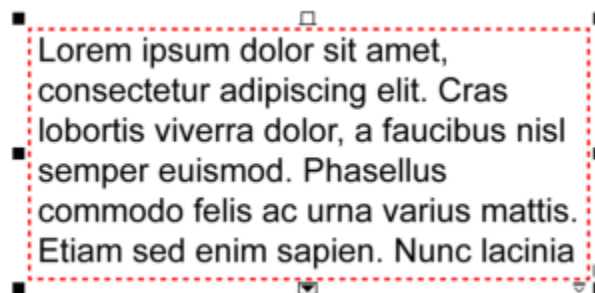 Lorem ipsum dolor sit amet,
consectetur adipiscing elit. Cras
lobortis viverra dolor, a faucibus nisl
semper euismod. Phasellus
commodo felis ac urna varius mattis.
Etiam sed enim sapien. Nunc lacinia